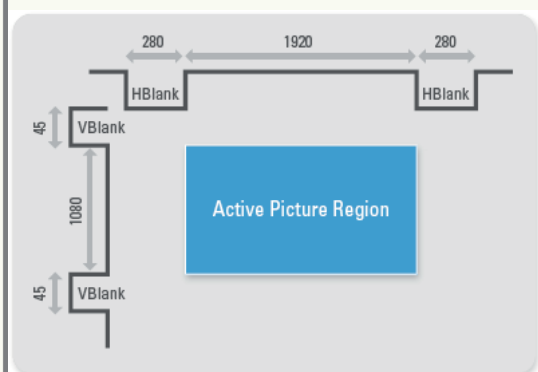 280 1920 280
HBlank HBlank
45 VBlank
1080
Active Picture Region
45 VBlank